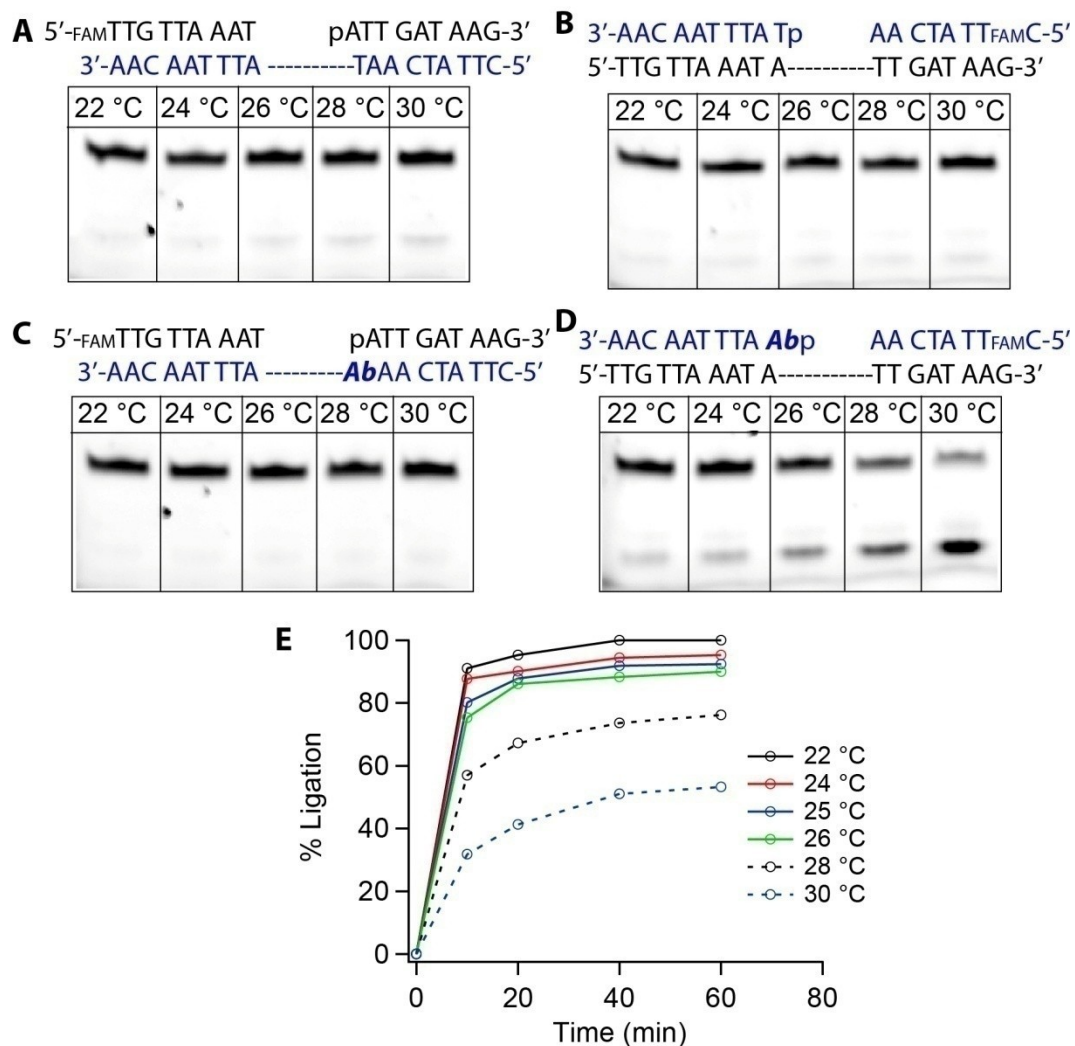 A 5'-FAMTTG TTA AAT pATT GAT AAG-3'
3'-AAC AAT TTA ----------TAA CTA TTC-5'
22 °C 24 °C 26 °C 28 °C 30 °C
B 3'-AAC AAT TTA Tp AA CTA TTFAMC-5'
5'-TTG TTA AAT A----------TT GAT AAG-3'
22 °C 24 °C 26 °C 28 °C 30 °C
C 5'-FAMTTG TTA AAT pATT GAT AAG-3'
3'-AAC AAT TTA ---------AbAA CTA TTC-5'
22 °C 24 °C 26 °C 28 °C 30 °C
D 3'-AAC AAT TTA Abp AA CTA TTFAMC-5'
5'-TTG TTA AAT A-----------TT GAT AAG-3'
22 °C 24 °C 26 °C 28 °C 30 °C
E
% Ligation
100
80
60
40
20
0
0 20 40 60 80
Time (min)
22 °C
24 °C
25 °C
26 °C
28 °C
30 °C